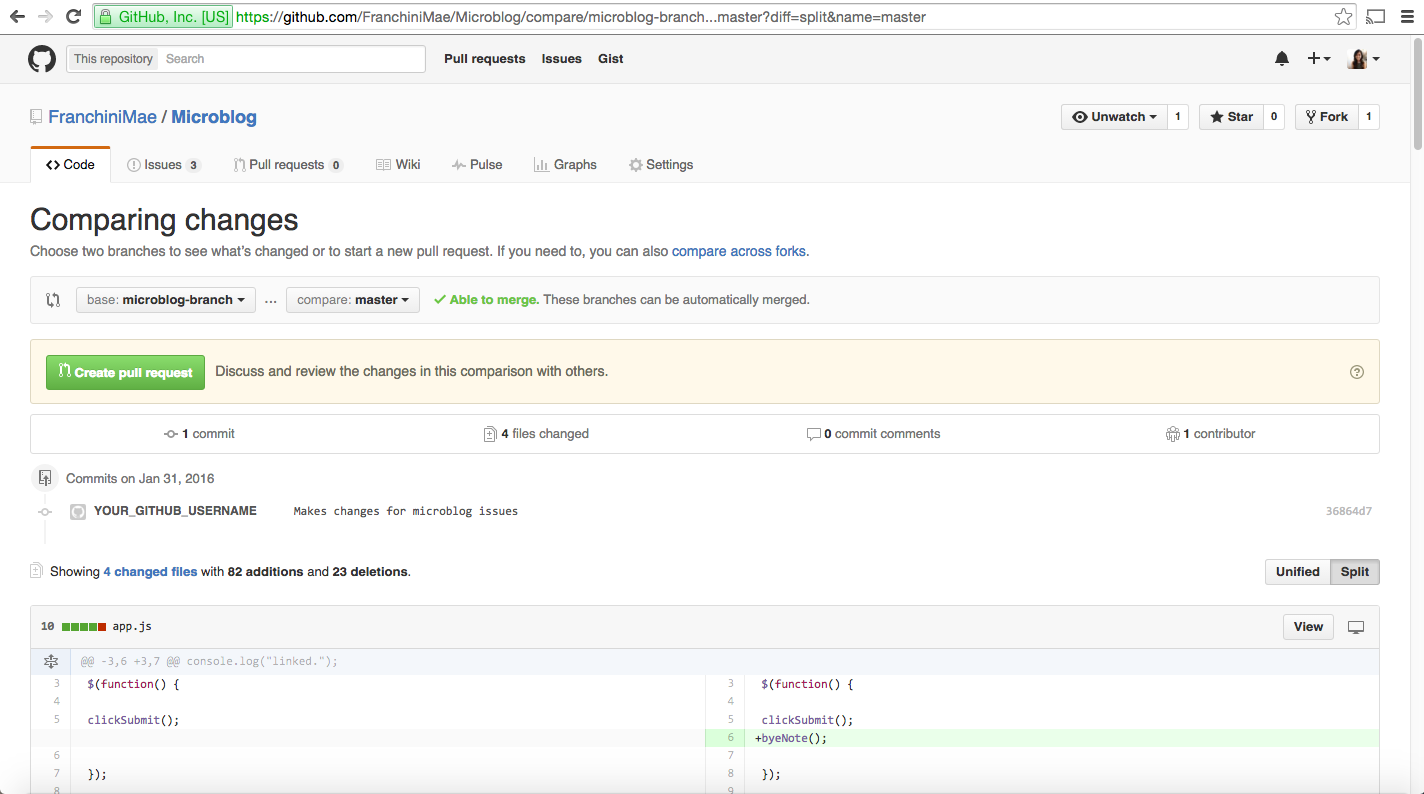 GitHub, Inc. [US] https://github.com/FranchiniMae/Microblog/compare/microblog-branch...master?diff=split&name=master
This repository Search Pull requests Issues Gist
FranchiniMae / Microblog Unwatch 1 Star 0 Fork 1
Code Issues 3 Pull requests 0 Wiki Pulse Graphs Settings
Comparing changes
Choose two branches to see what's changed or to start a new pull request. If you need to, you can also compare across forks.
base: microblog-branch ... compare: master Able to merge. These branches can be automatically merged.
Create pull request Discuss and review the changes in this comparison with others.
1 commit 4 files changed 0 commit comments 1 contributor
Commits on Jan 31, 2016
YOUR_GITHUB_USERNAME Makes changes for microblog issues 36864d7
Showing 4 changed files with 82 additions and 23 deletions.
Unified Split
10 app.js View
@@ -3,6 +3,7 @@ console.log("linked.");
3 $(function() { 3 $(function() {
4 4
5 clickSubmit(); 5 clickSubmit();
6 +byeNote();
6 7
7 }); 8 });
8 9